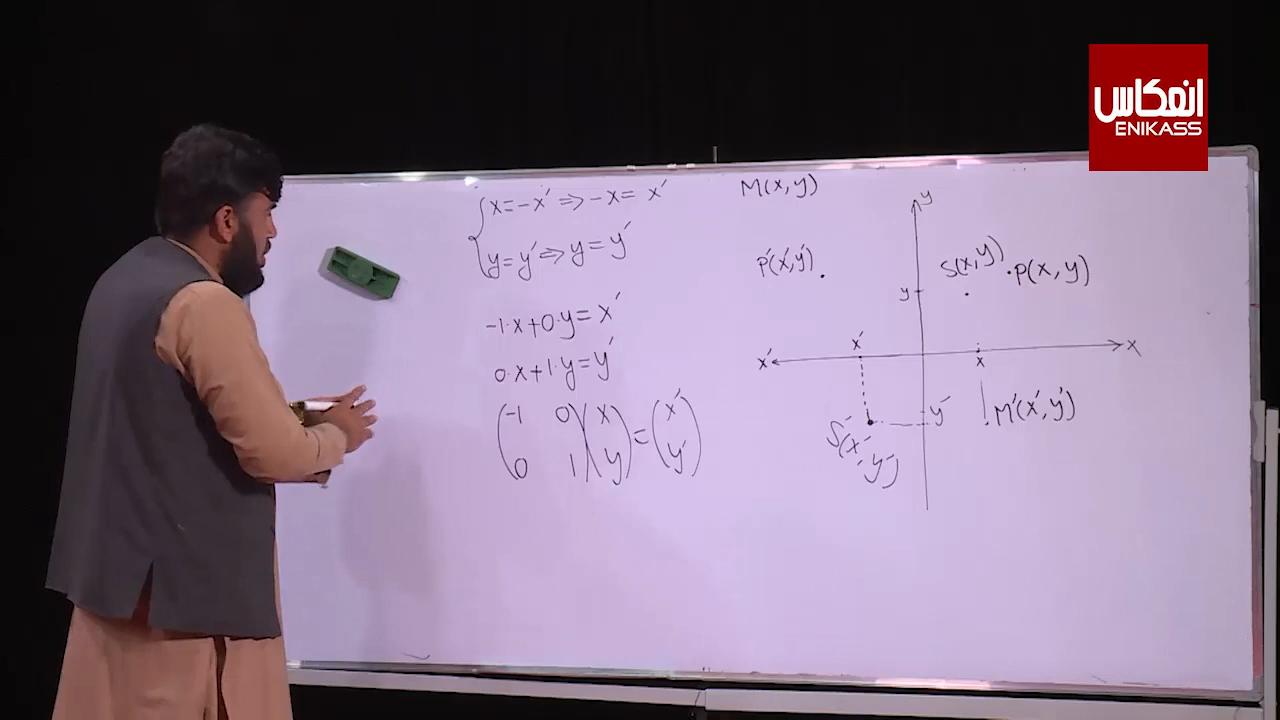 انعکاس
ENIKASS
x=-x′⇒-x= x′
y=y′⇒y=y′
-1·x+0·y=x′
0·x+1·y=y′
(-1 0)(x)=(x′)
(0 1)(y) (y′)
M(x,y)
y
P′(x′,y′)
S(x,y)
P(x,y)
y
x′
x′
x
x
y′
M′(x′,y′)
S′(x′
y′)